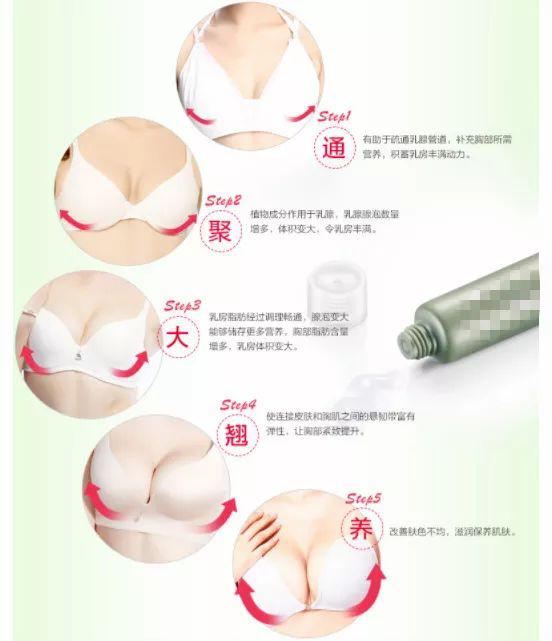 Step1
通
有助于疏通乳腺管道，补充胸部所需
营养，积蓄乳房丰满动力。
Step2
聚
植物成分作用于乳腺，乳腺腺泡数量
增多，体积变大，令乳房丰满。
Step3
大
乳房脂肪经过调理畅通，腺泡变大
能够储存更多营养，胸部脂肪含量
增多，乳房体积变大。
Step4
翘
使连接皮肤和胸肌之间的悬韧带富有
弹性，让胸部紧致提升。
Step5
养
改善肤色不均，滋润保养肌肤。